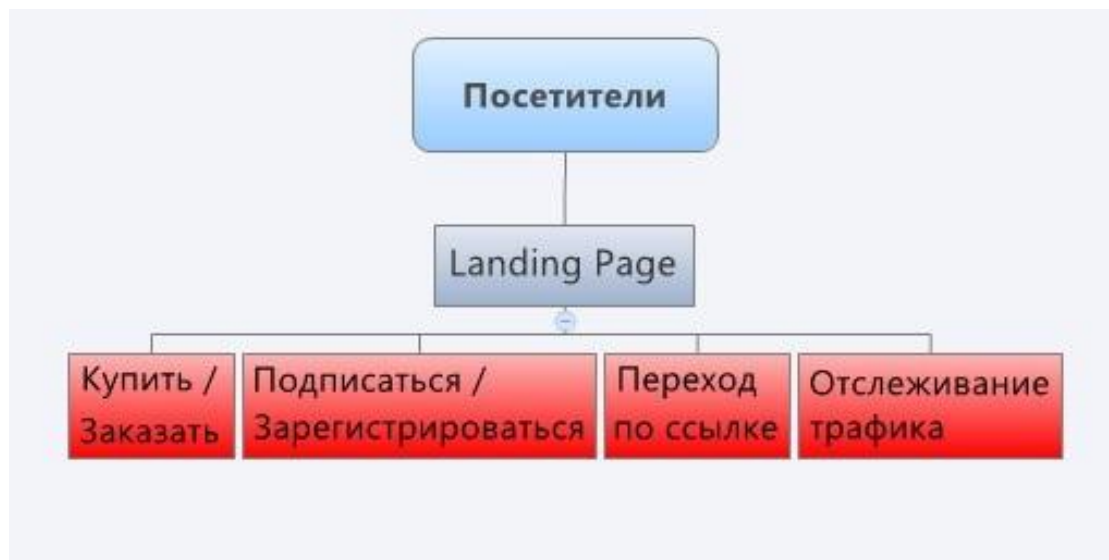 Посетители
Landing Page
Купить /
Заказать
Подписаться /
Зарегистрироваться
Переход
по ссылке
Отслеживание
трафика